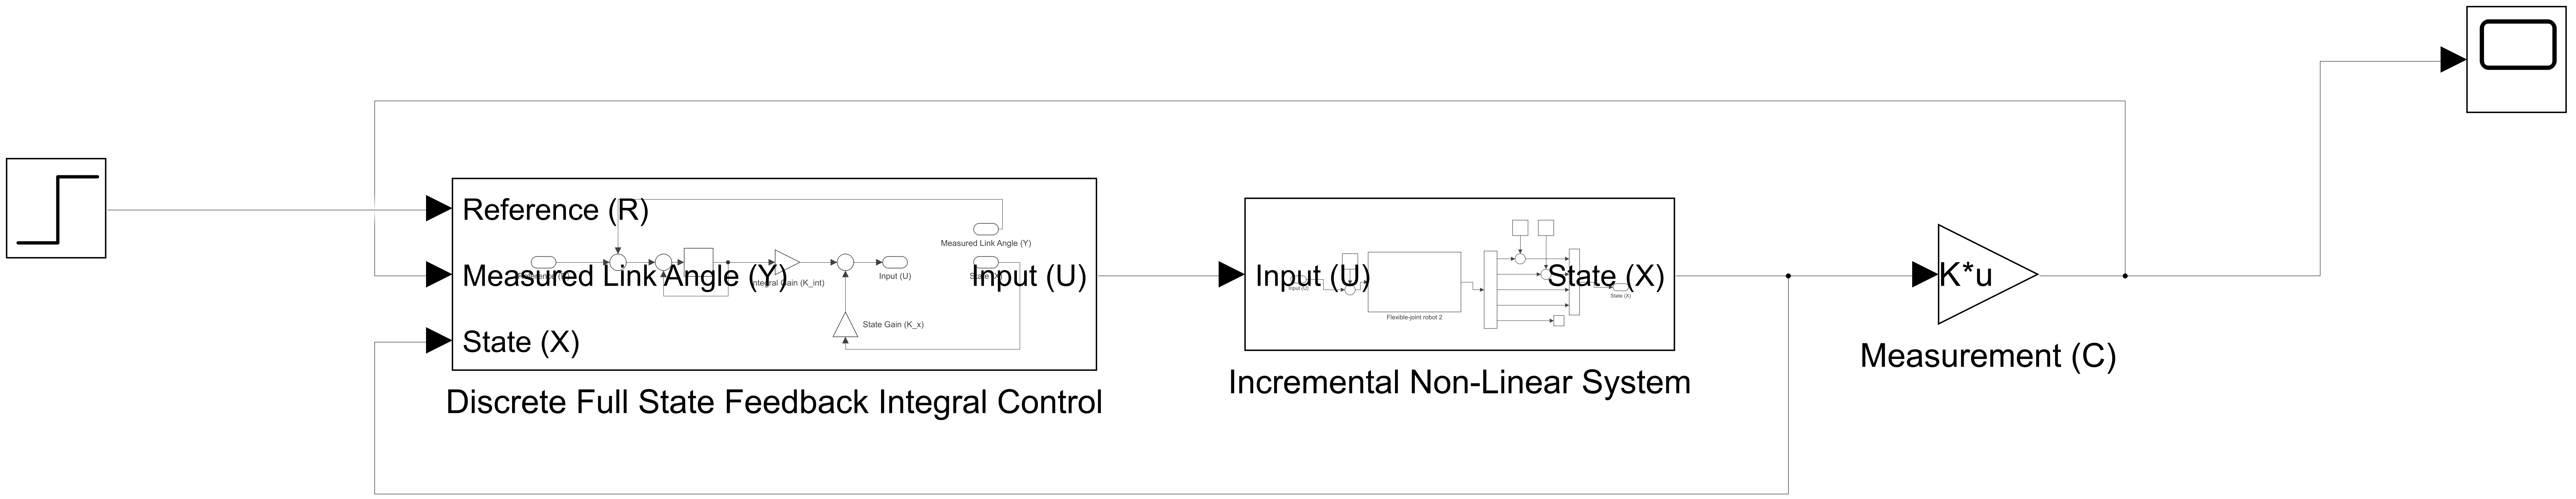 Reference (R)
Measured Link Angle (Y)
State (X)
Input (U)
Measured Link Angle (Y)
State (X)
Integral Gain (K_int)
Input (U)
State Gain (K_x)
Discrete Full State Feedback Integral Control
Input (U)
State (X)
Input (U)
Flexible-joint robot 2
State (X)
Incremental Non-Linear System
K*u
Measurement (C)